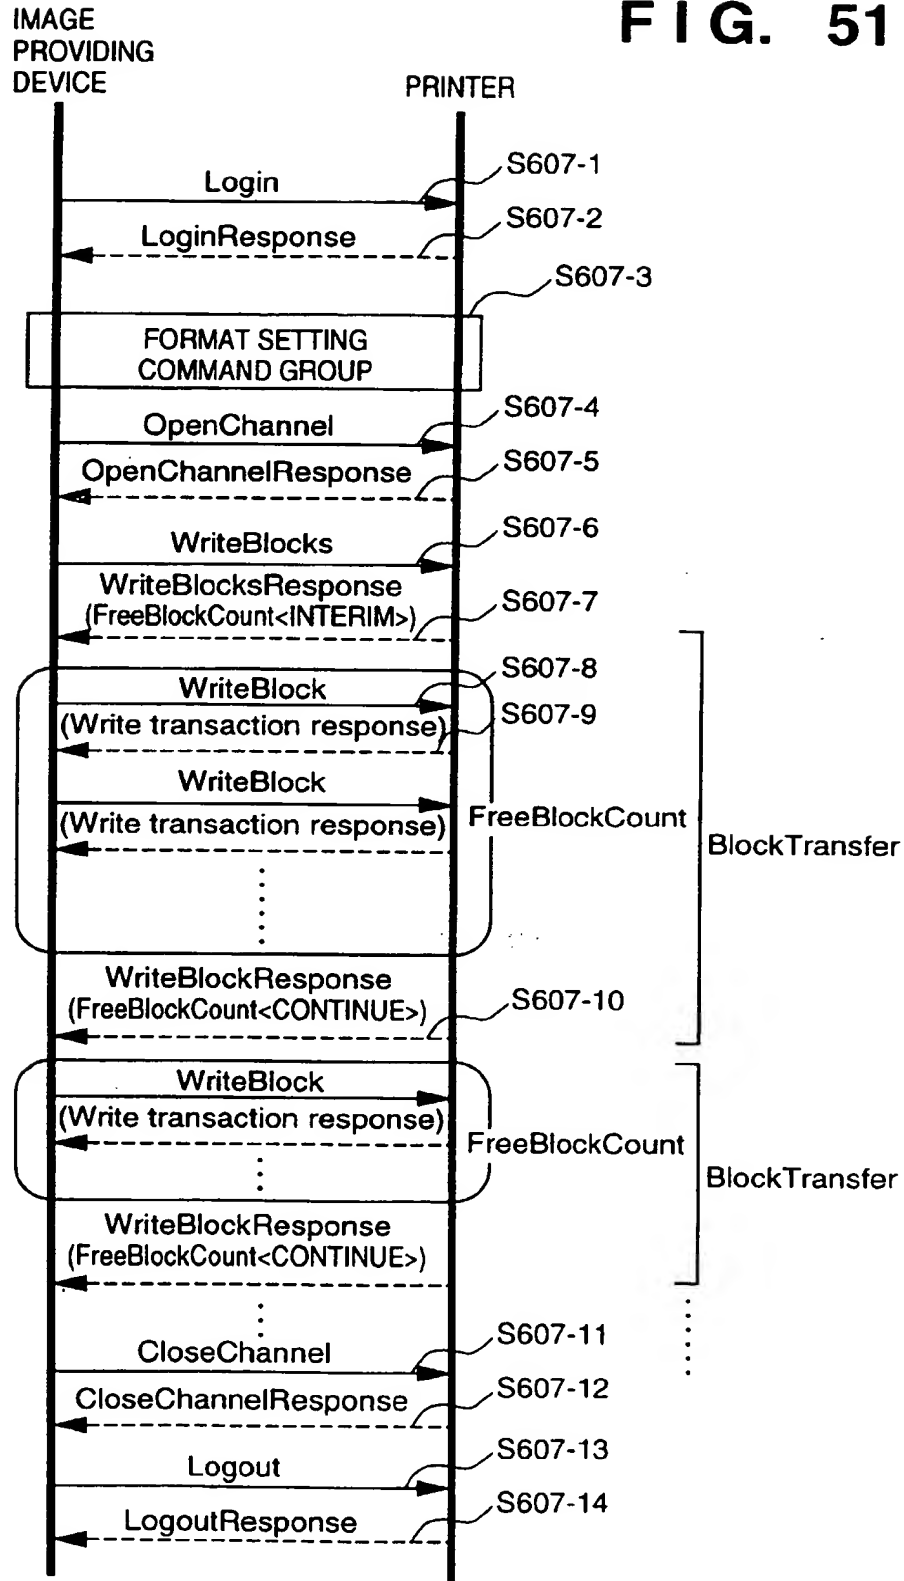 FIG. 51
IMAGE
PROVIDING
DEVICE
PRINTER
Login
S607-1
LoginResponse
S607-2
S607-3
FORMAT SETTING
COMMAND GROUP
OpenChannel
S607-4
OpenChannelResponse
S607-5
WriteBlocks
S607-6
WriteBlocksResponse
(FreeBlockCount<INTERIM>)
S607-7
WriteBlock
S607-8
(Write transaction response)
S607-9
WriteBlock
(Write transaction response)
FreeBlockCount
BlockTransfer
WriteBlockResponse
(FreeBlockCount<CONTINUE>)
S607-10
WriteBlock
(Write transaction response)
FreeBlockCount
BlockTransfer
WriteBlockResponse
(FreeBlockCount<CONTINUE>)
CloseChannel
S607-11
CloseChannelResponse
S607-12
Logout
S607-13
LogoutResponse
S607-14